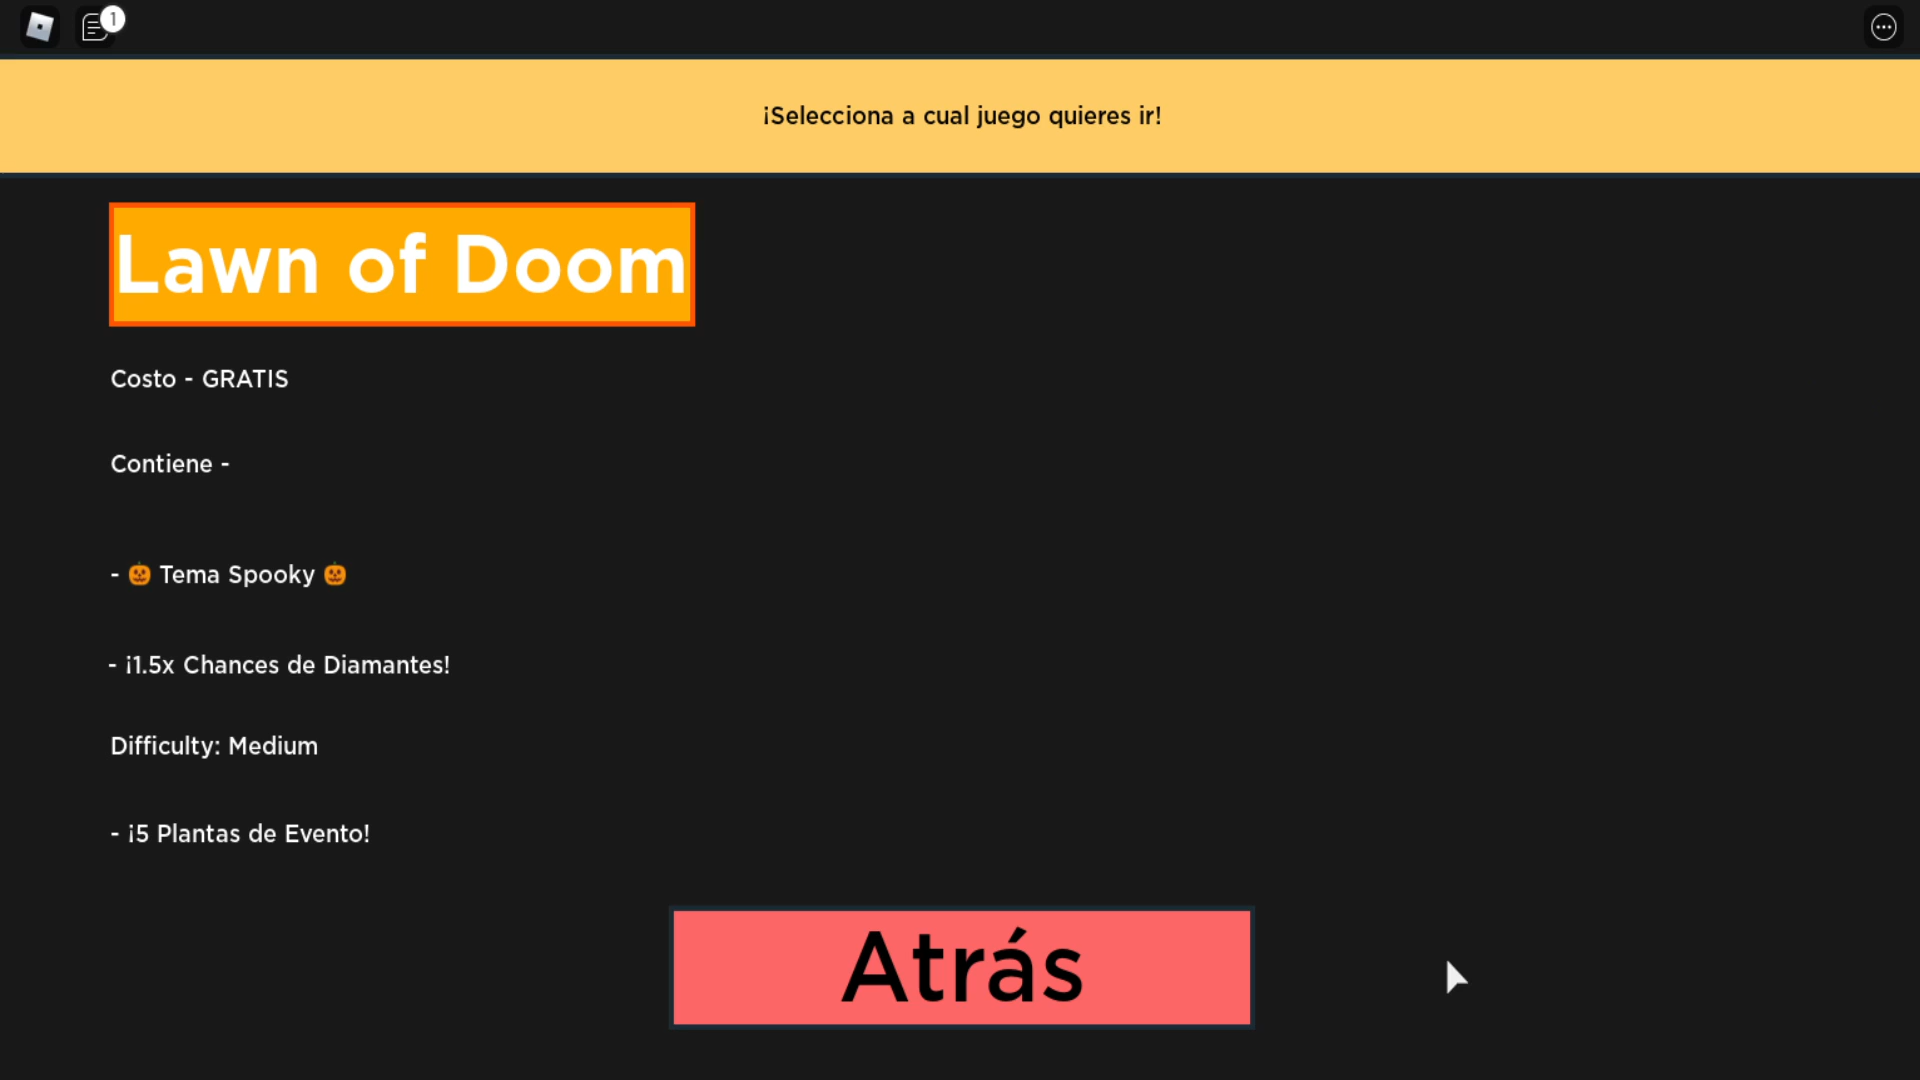 1
¡Selecciona a cual juego quieres ir!
Lawn of Doom
Costo - GRATIS
Contiene -
- 🎃 Tema Spooky 🎃
- ¡1.5x Chances de Diamantes!
Difficulty: Medium
- ¡5 Plantas de Evento!
Atrás